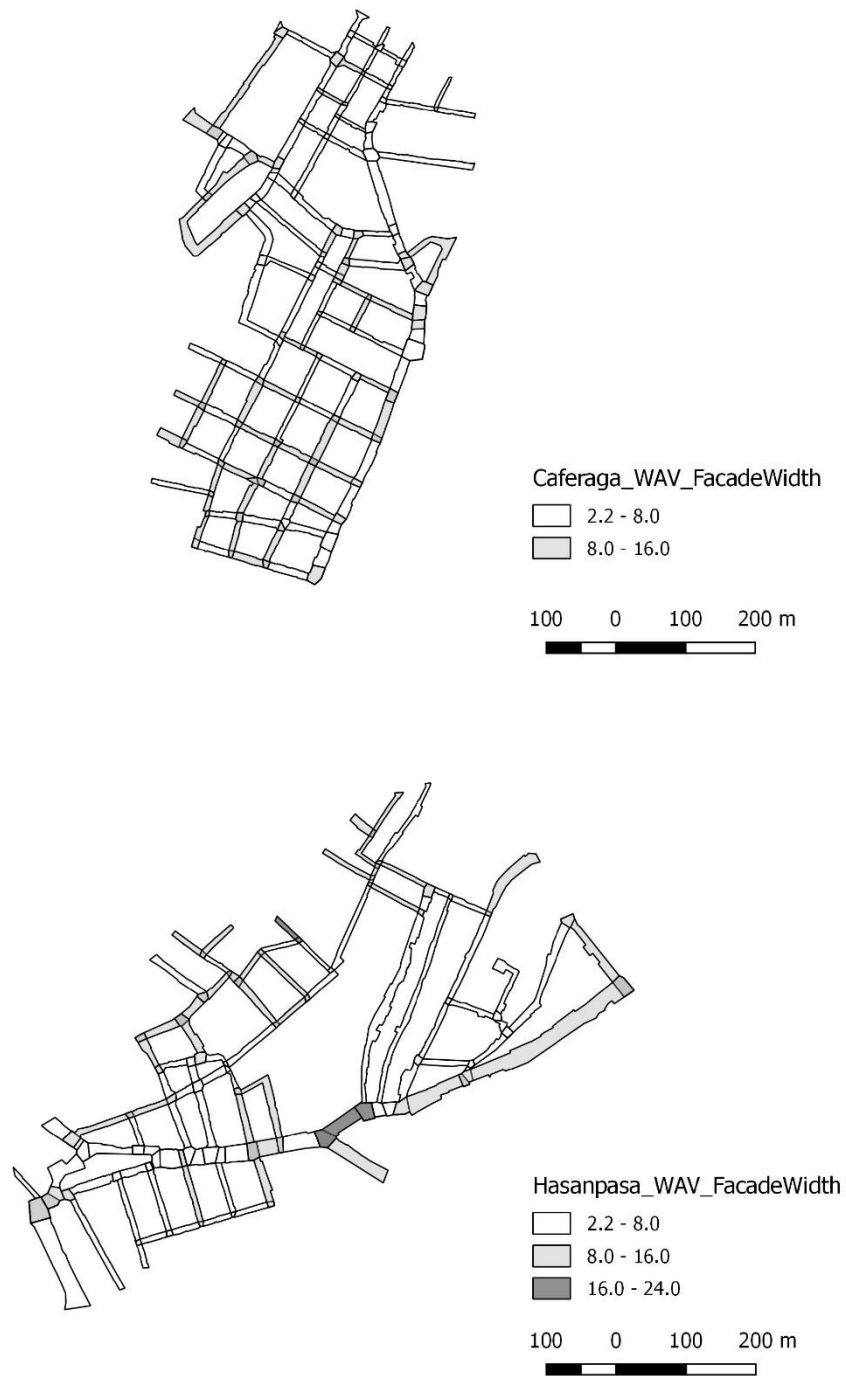 Caferaga_WAV_FacadeWidth
2.2 - 8.0
8.0 - 16.0
100 0 100 200 m
Hasanpasa_WAV_FacadeWidth
2.2 - 8.0
8.0 - 16.0
16.0 - 24.0
100 0 100 200 m